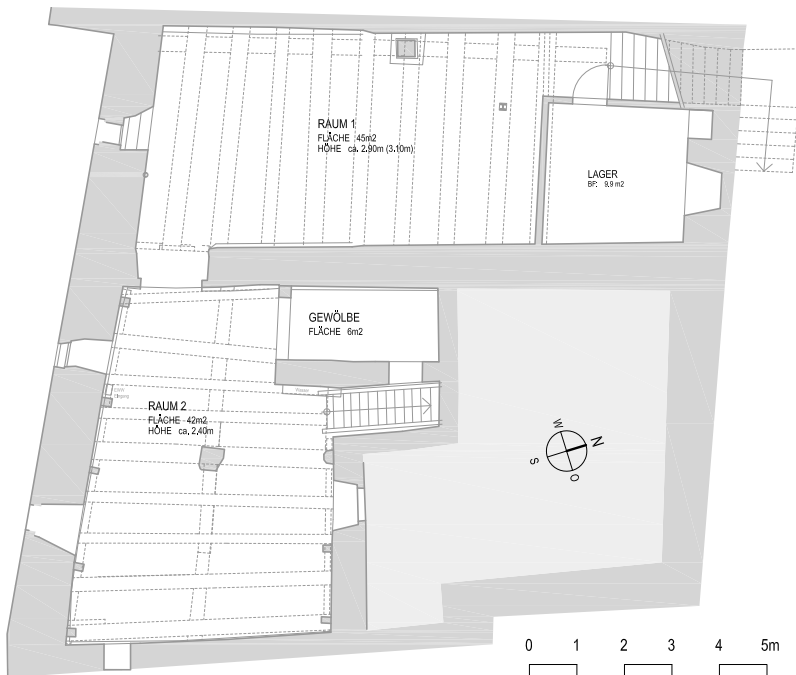 RAUM 1
FLÄCHE 45m2
HÖHE ca. 2.90m (3.10m)
LAGER
BF: 9,9 m2
GEWÖLBE
FLÄCHE 6m2
RAUM 2
FLÄCHE 42m2
HÖHE ca. 2,40m
W
N
S
O
0 1 2 3 4 5m